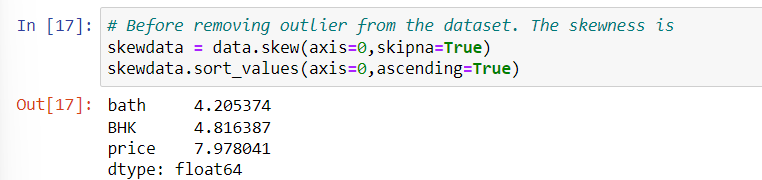 In [17]: # Before removing outlier from the dataset. The skewness is
skewdata = data.skew(axis=0,skipna=True)
skewdata.sort_values(axis=0,ascending=True)
Out[17]: bath 4.205374
BHK 4.816387
price 7.978041
dtype: float64